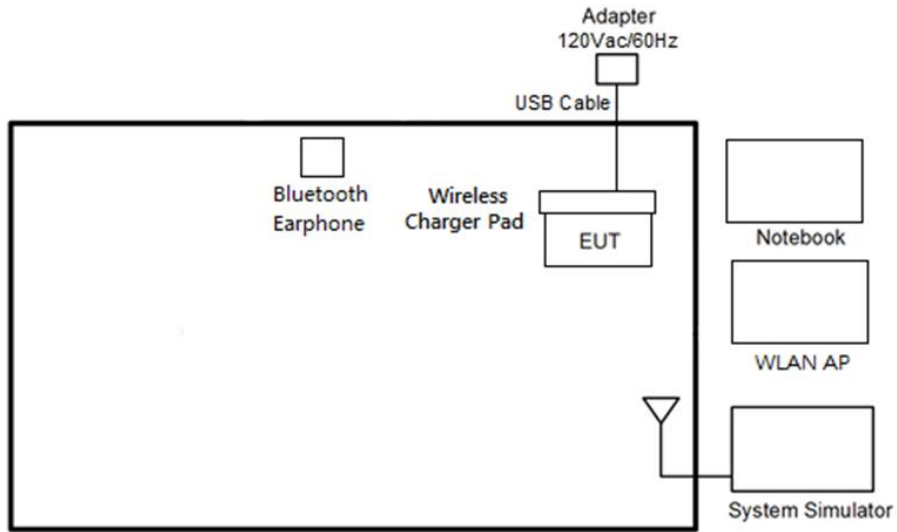 Adapter
120Vac/60Hz
USB Cable
Bluetooth
Earphone
Wireless
Charger Pad
EUT
Notebook
WLAN AP
System Simulator